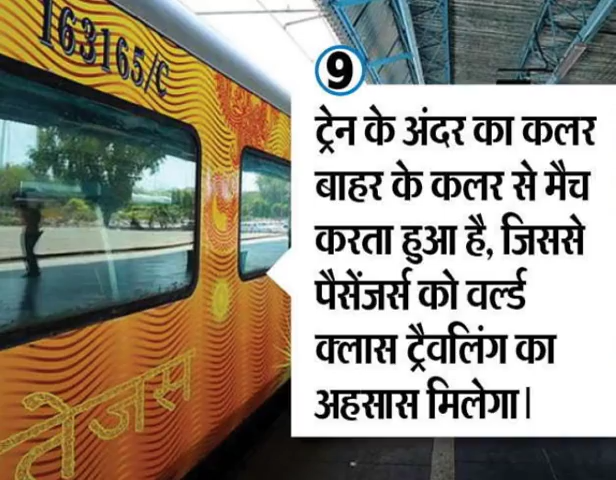 163165/C
9
ट्रेन के अंदर का कलर
बाहर के कलर से मैच
करता हुआ है, जिससे
पैसेंजर्स को वर्ल्ड
क्लास ट्रैवलिंग का
अहसास मिलेगा।
तेजस